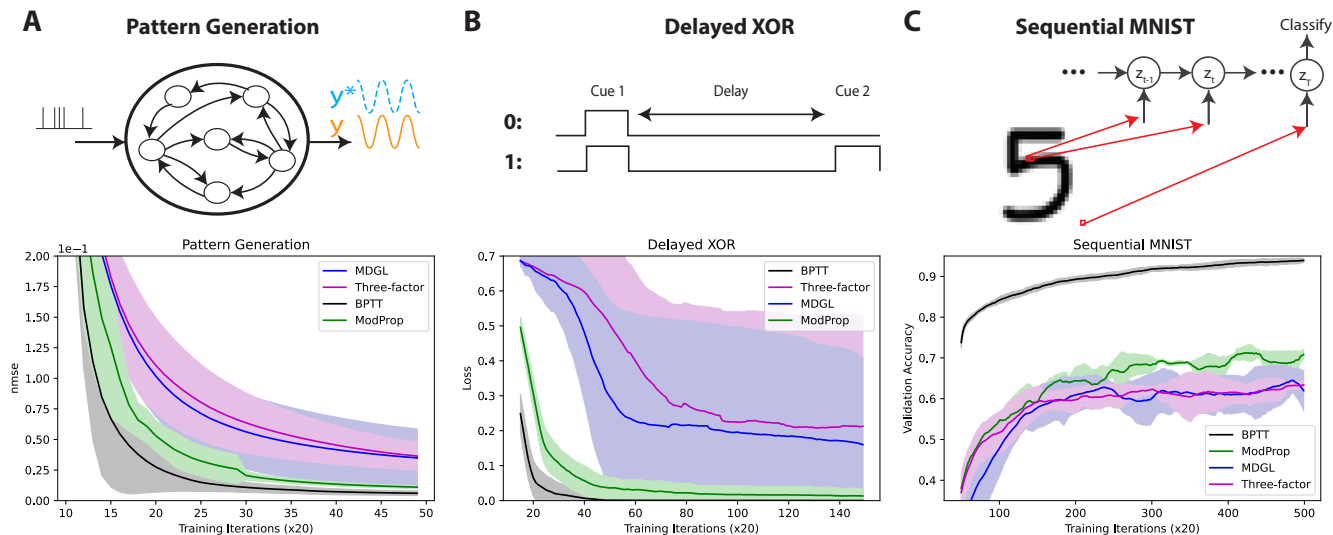 A Pattern Generation
y*
y
1e−1
Pattern Generation
2.00
1.75
1.50
1.25
1.00
0.75
0.50
0.25
0.00
nmse
MDGL
Three-factor
BPTT
ModProp
10 15 20 25 30 35 40 45 50
Training Iterations (x20)
B Delayed XOR
Cue 1 Delay Cue 2
0:
1:
Delayed XOR
0.7
0.6
0.5
0.4
0.3
0.2
0.1
0.0
Loss
BPTT
Three-factor
MDGL
ModProp
20 40 60 80 100 120 140
Training Iterations (x20)
C Sequential MNIST
Classify
z_{t-1} z_t z_T
5
Sequential MNIST
0.9
0.8
0.7
0.6
0.5
0.4
Validation Accuracy
BPTT
ModProp
MDGL
Three-factor
100 200 300 400 500
Training Iterations (x20)